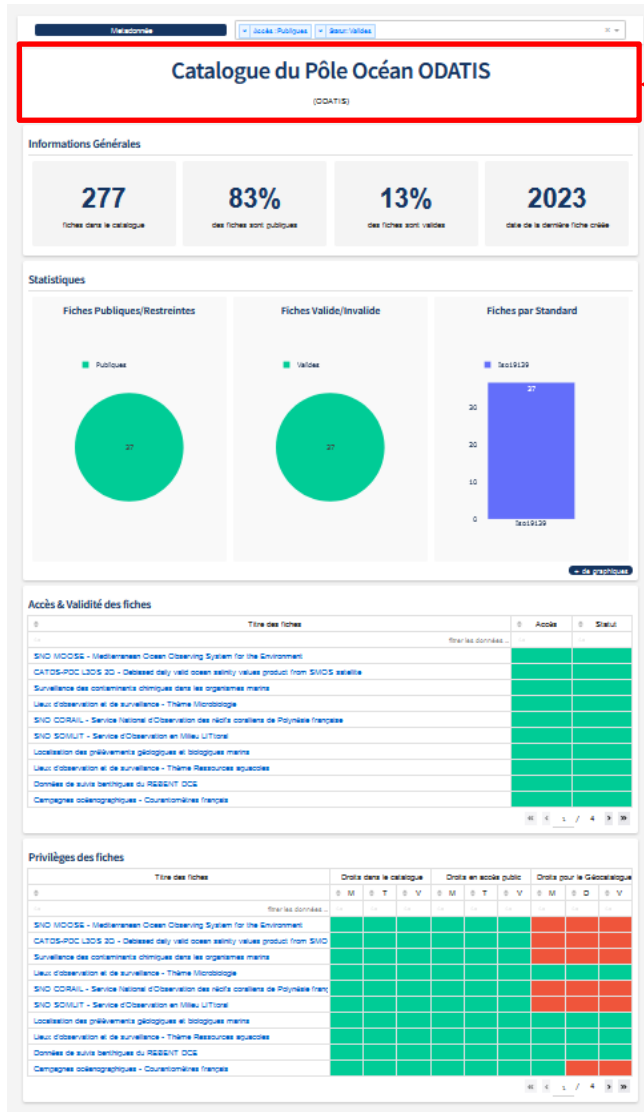 Metadonnée
Accès : Publiques Statut: Valides
Catalogue du Pôle Océan ODATIS
(ODATIS)
Informations Générales
277 83% 13% 2023
fiches dans le catalogue des fiches sont publiques des fiches sont valides date de la dernière fiche créée
Statistiques
Fiches Publiques/Restreintes Fiches Valide/Invalide Fiches par Standard
Publiques Valides Iso19139
37
30
37 37
20
10
0
Iso19139
+ de graphiques
Accès & Validité des fiches
Titre des fiches Accès Statut
filtrer les données ...
SNO MOOSE - Mediterranean Ocean Observing System for the Environment
CATDS-PDC L3OS 2Q - Debiased daily valid ocean salinity values product from SMOS satellite
Surveillance des contaminants chimiques dans les organismes marins
Lieux d'observation et de surveillance - Thème Microbiologie
SNO CORAIL - Service National d'Observation des récifs coralliens de Polynésie française
SNO SOMLIT - Service d'Observation en Milieu LITtoral
Localisation des prélèvements géologiques et biologiques marins
Lieux d'observation et de surveillance - Thème Ressources aquacoles
Données de suivis benthiques du REBENT DCE
Campagnes océanographiques - Courantomètres français
1 / 4
Privilèges des fiches
Titre des fiches Droits dans le catalogue Droits en accès public Droits pour le Géocatalogue
M T V M T V M D V
filtrer les données ...
SNO MOOSE - Mediterranean Ocean Observing System for the Environment
CATDS-PDC L3OS 2Q - Debiased daily valid ocean salinity values product from SMO
Surveillance des contaminants chimiques dans les organismes marins
Lieux d'observation et de surveillance - Thème Microbiologie
SNO CORAIL - Service National d'Observation des récifs coralliens de Polynésie franç
SNO SOMLIT - Service d'Observation en Milieu LITtoral
Localisation des prélèvements géologiques et biologiques marins
Lieux d'observation et de surveillance - Thème Ressources aquacoles
Données de suivis benthiques du REBENT DCE
Campagnes océanographiques - Courantomètres français
1 / 4